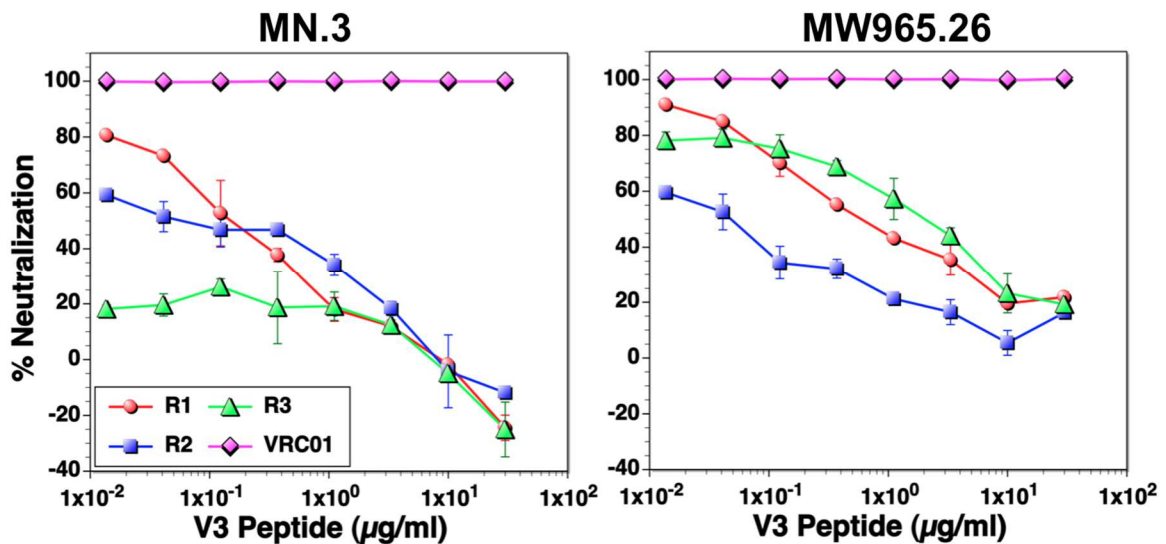 MN.3
MW965.26
% Neutralization
100
80
60
40
20
0
-20
-40
R1
R3
R2
VRC01
1x10⁻²
1x10⁻¹
1x10⁰
1x10¹
1x10²
V3 Peptide (µg/ml)
100
80
60
40
20
0
-20
-40
1x10⁻²
1x10⁻¹
1x10⁰
1x10¹
1x10²
V3 Peptide (µg/ml)